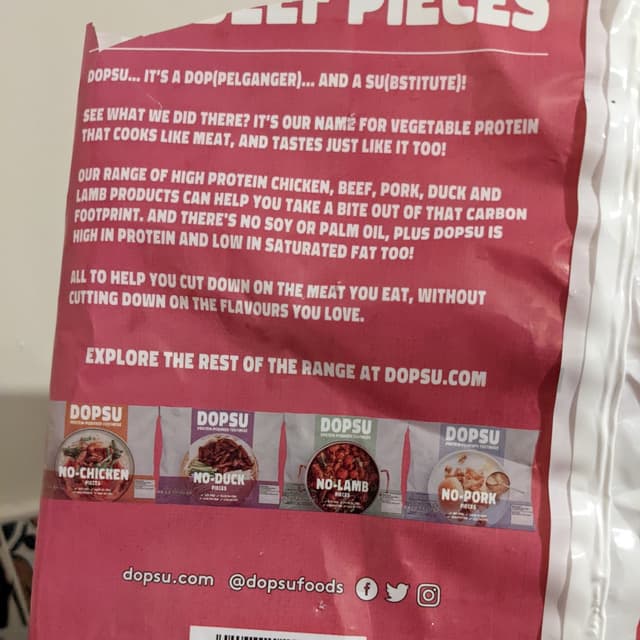 BEEF PIECES
DOPSU... IT'S A DOP(PELGANGER)... AND A SU(BSTITUTE)!
SEE WHAT WE DID THERE? IT'S OUR NAME FOR VEGETABLE PROTEIN
THAT COOKS LIKE MEAT, AND TASTES JUST LIKE IT TOO!
OUR RANGE OF HIGH PROTEIN CHICKEN, BEEF, PORK, DUCK AND
LAMB PRODUCTS CAN HELP YOU TAKE A BITE OUT OF THAT CARBON
FOOTPRINT. AND THERE'S NO SOY OR PALM OIL, PLUS DOPSU IS
HIGH IN PROTEIN AND LOW IN SATURATED FAT TOO!
ALL TO HELP YOU CUT DOWN ON THE MEAT YOU EAT, WITHOUT
CUTTING DOWN ON THE FLAVOURS YOU LOVE.
EXPLORE THE REST OF THE RANGE AT DOPSU.COM
DOPSU
NO-CHICKEN
PIECES
DOPSU
NO-DUCK
PIECES
DOPSU
NO-LAMB
PIECES
DOPSU
NO-PORK
PIECES
dopsu.com @dopsufoods